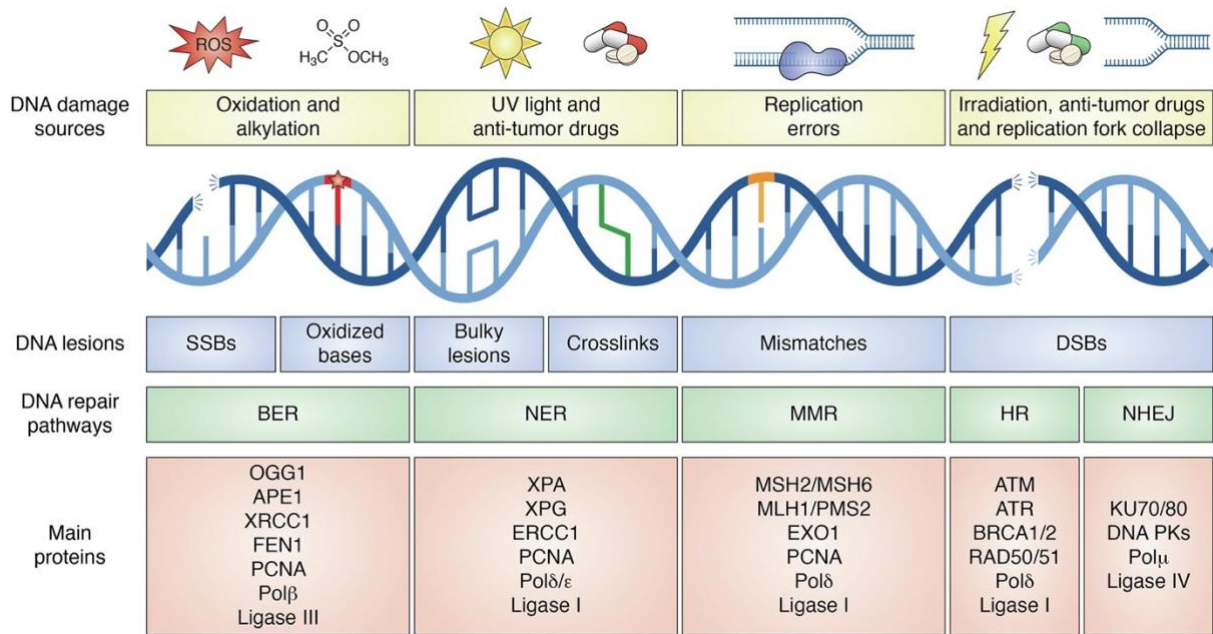 ROS
O O
S
H₃C OCH₃
DNA damage
sources
Oxidation and
alkylation
UV light and
anti-tumor drugs
Replication
errors
Irradiation, anti-tumor drugs
and replication fork collapse
DNA lesions
SSBs
Oxidized
bases
Bulky
lesions
Crosslinks
Mismatches
DSBs
DNA repair
pathways
BER
NER
MMR
HR
NHEJ
Main
proteins
OGG1
APE1
XRCC1
FEN1
PCNA
Polβ
Ligase III
XPA
XPG
ERCC1
PCNA
Polδ/ε
Ligase I
MSH2/MSH6
MLH1/PMS2
EXO1
PCNA
Polδ
Ligase I
ATM
ATR
BRCA1/2
RAD50/51
Polδ
Ligase I
KU70/80
DNA PKs
Polμ
Ligase IV